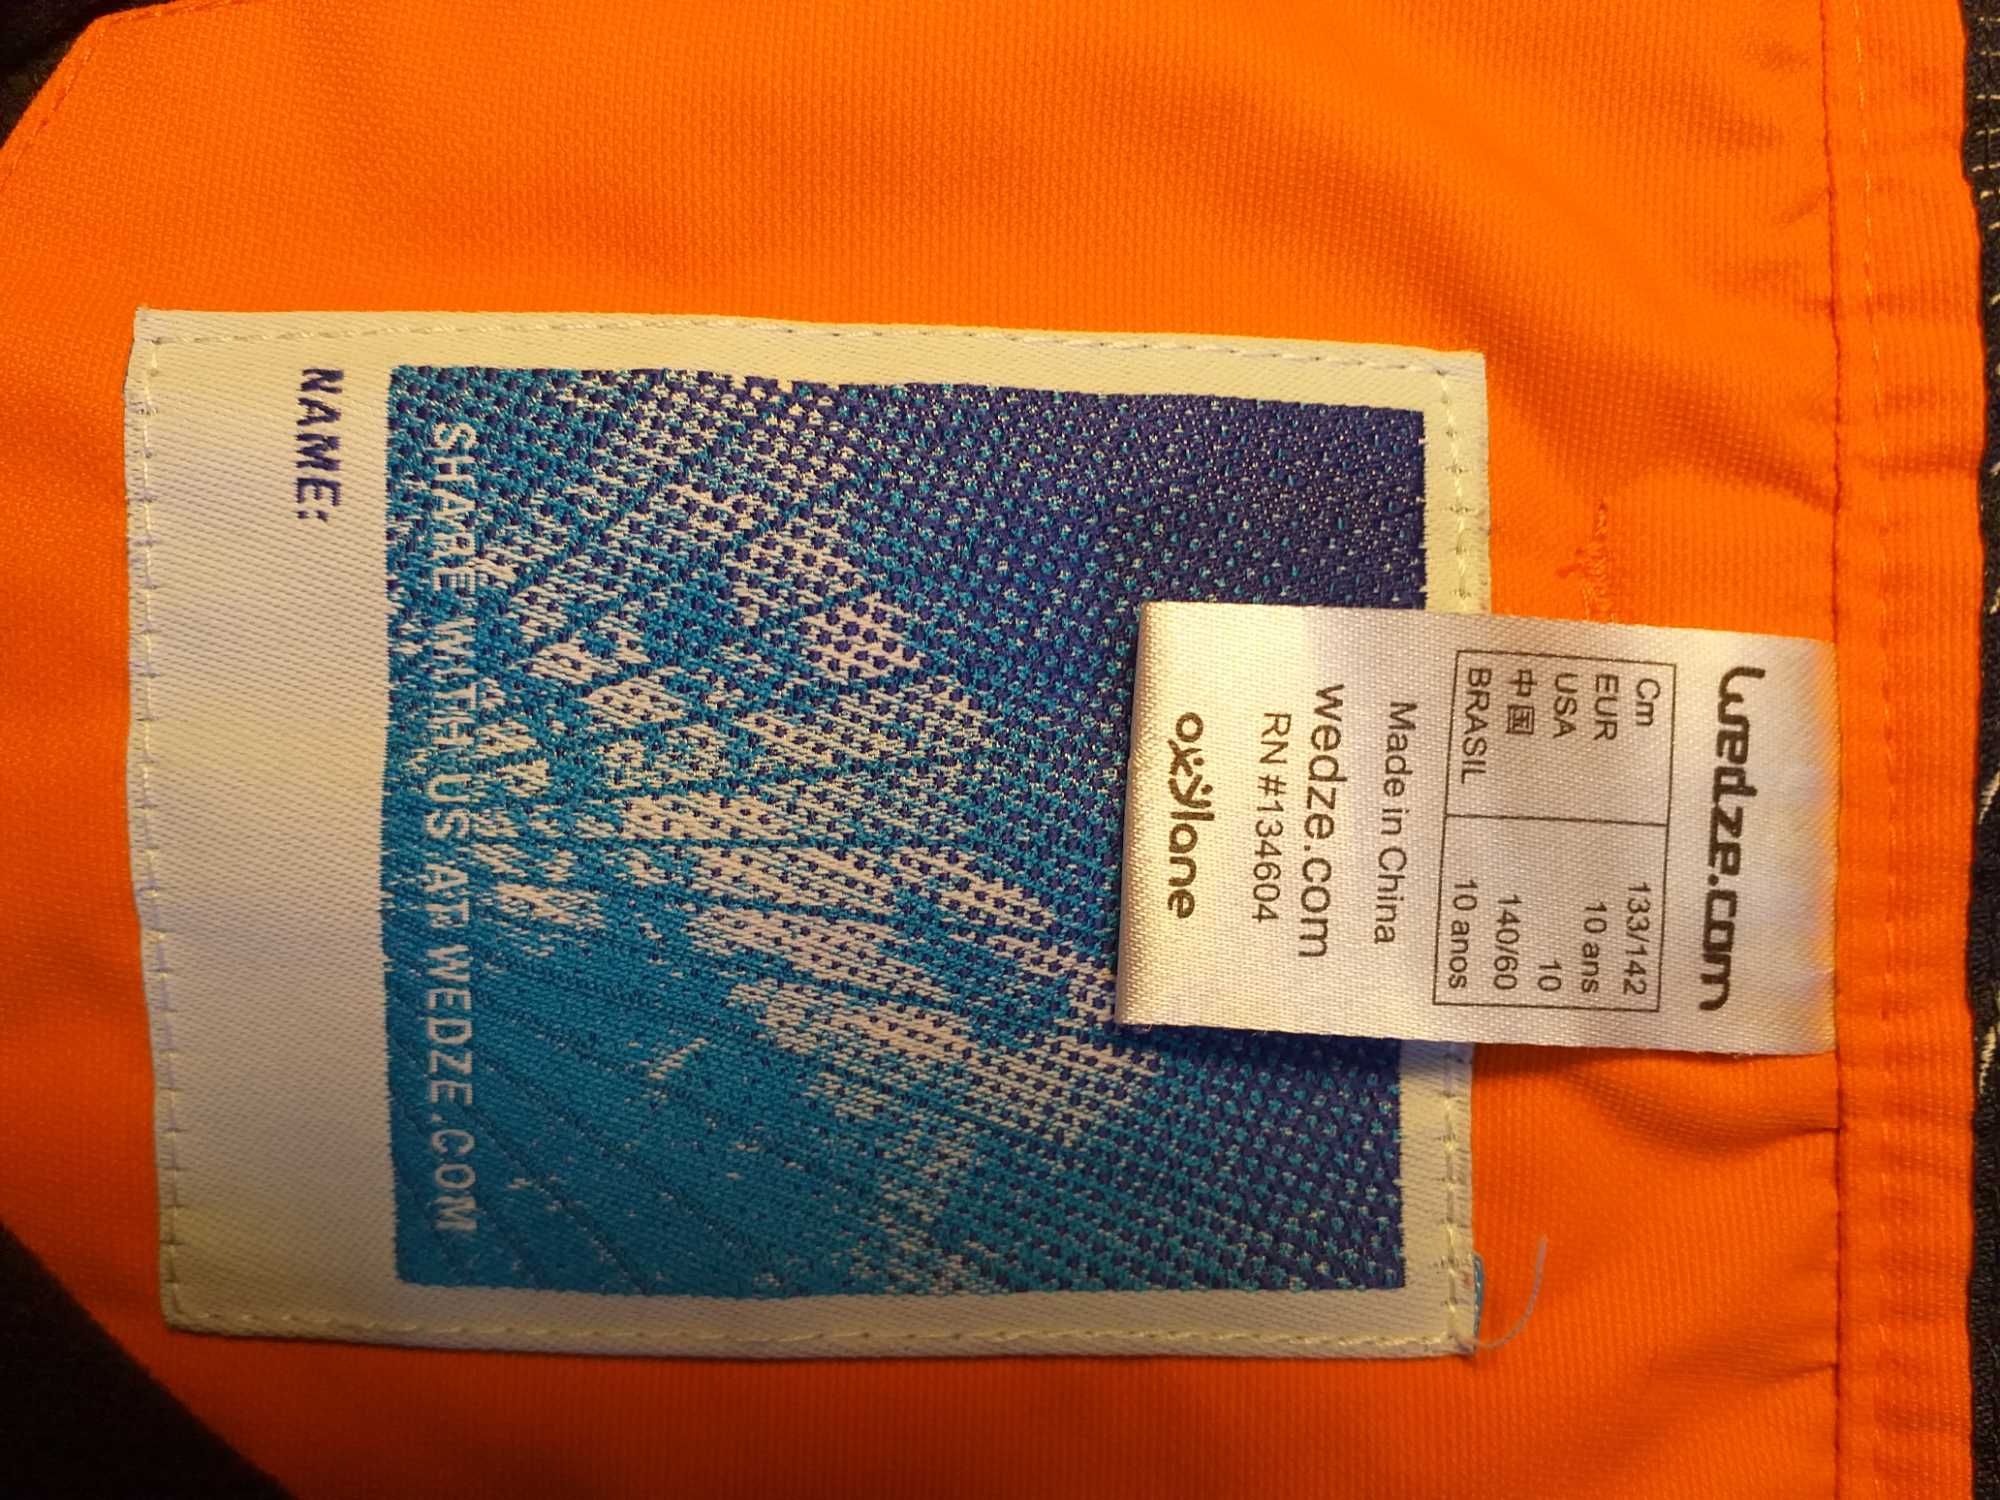 wedze.com
Cm 133/142
EUR 10 ans
USA 10
中国 140/60
BRASIL 10 anos
Made in China
wedze.com
RN #134604
oxylane
SHARE WITH US AT WEDZE.COM
NAME: